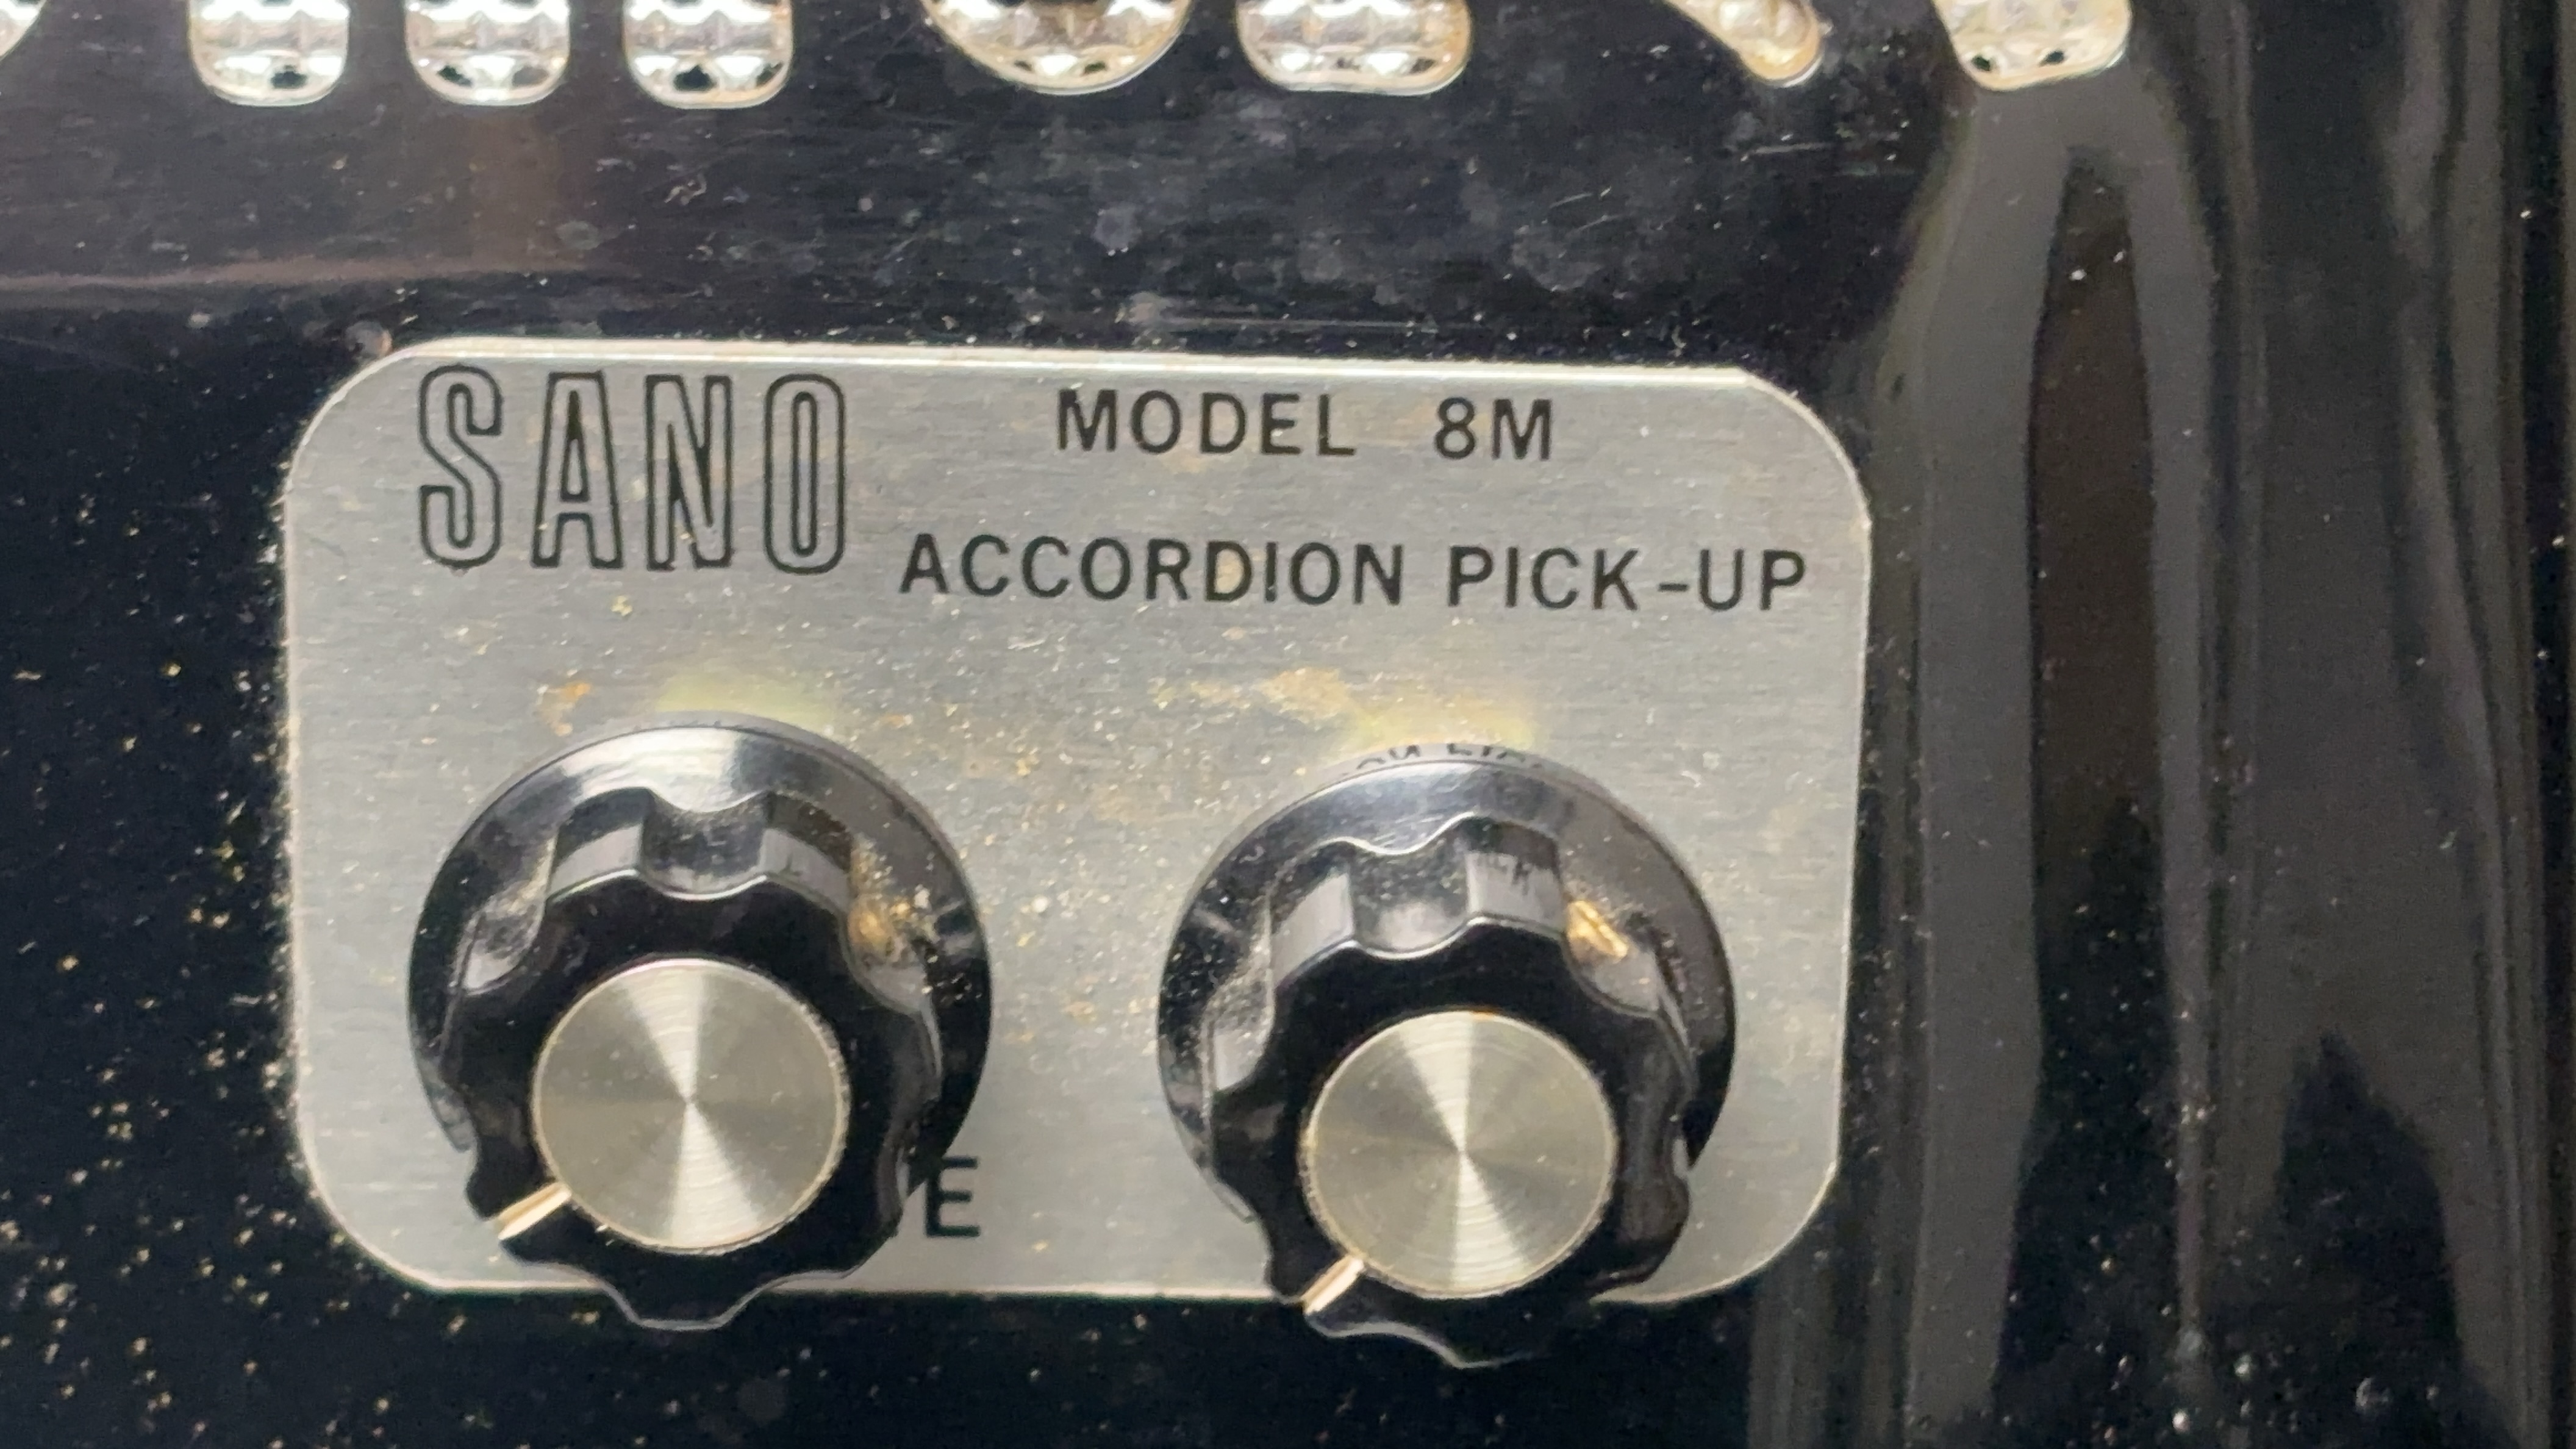 SANO
MODEL 8M
ACCORDION PICK-UP
E